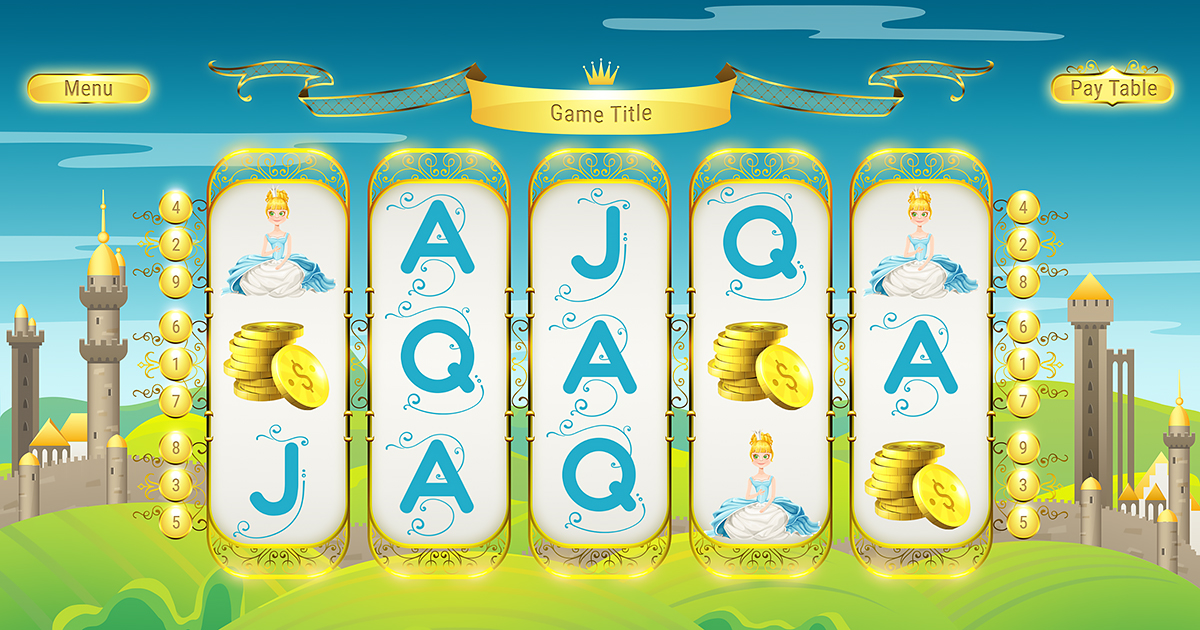 Menu
Game Title
Pay Table
4 A J Q 4
2 2
9 8
6 Q A $ A 6
1 $ 1
7 7
8 J A Q 9
3 $ 3
5 5